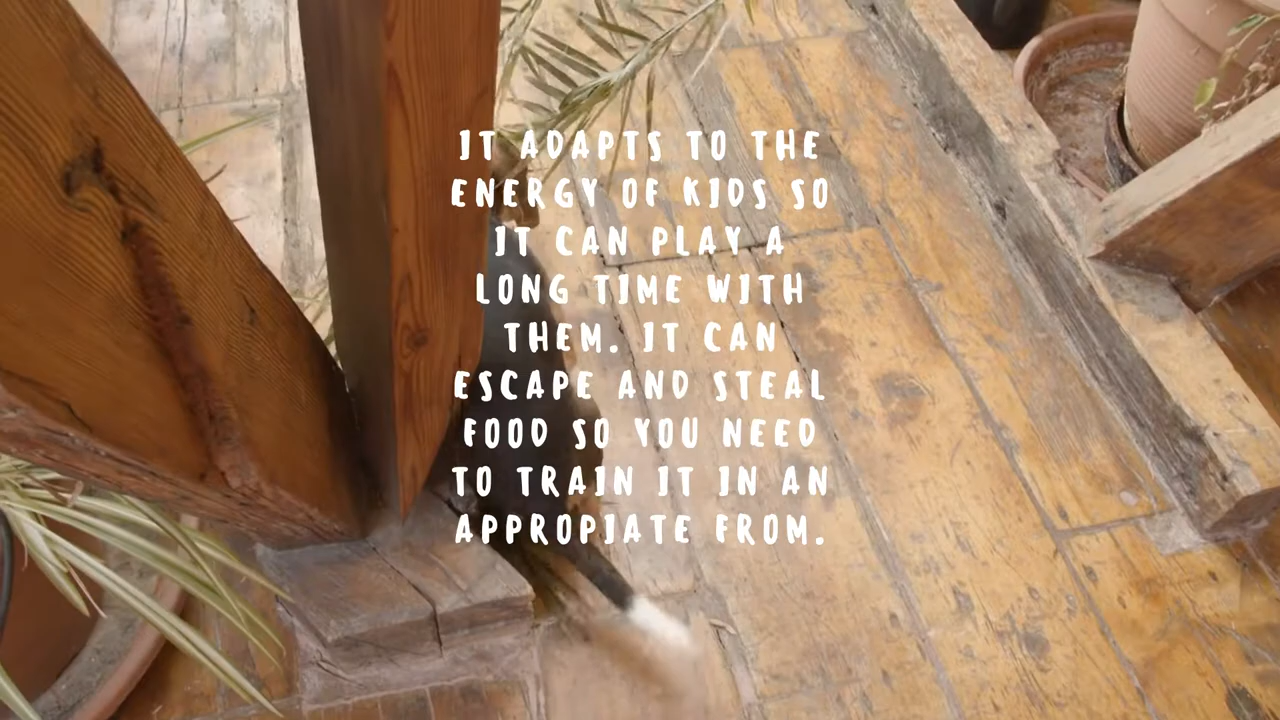 IT ADAPTS TO THE
ENERGY OF KIDS SO
IT CAN PLAY A
LONG TIME WITH
THEM. IT CAN
ESCAPE AND STEAL
FOOD SO YOU NEED
TO TRAIN IT IN AN
APPROPIATE FROM.